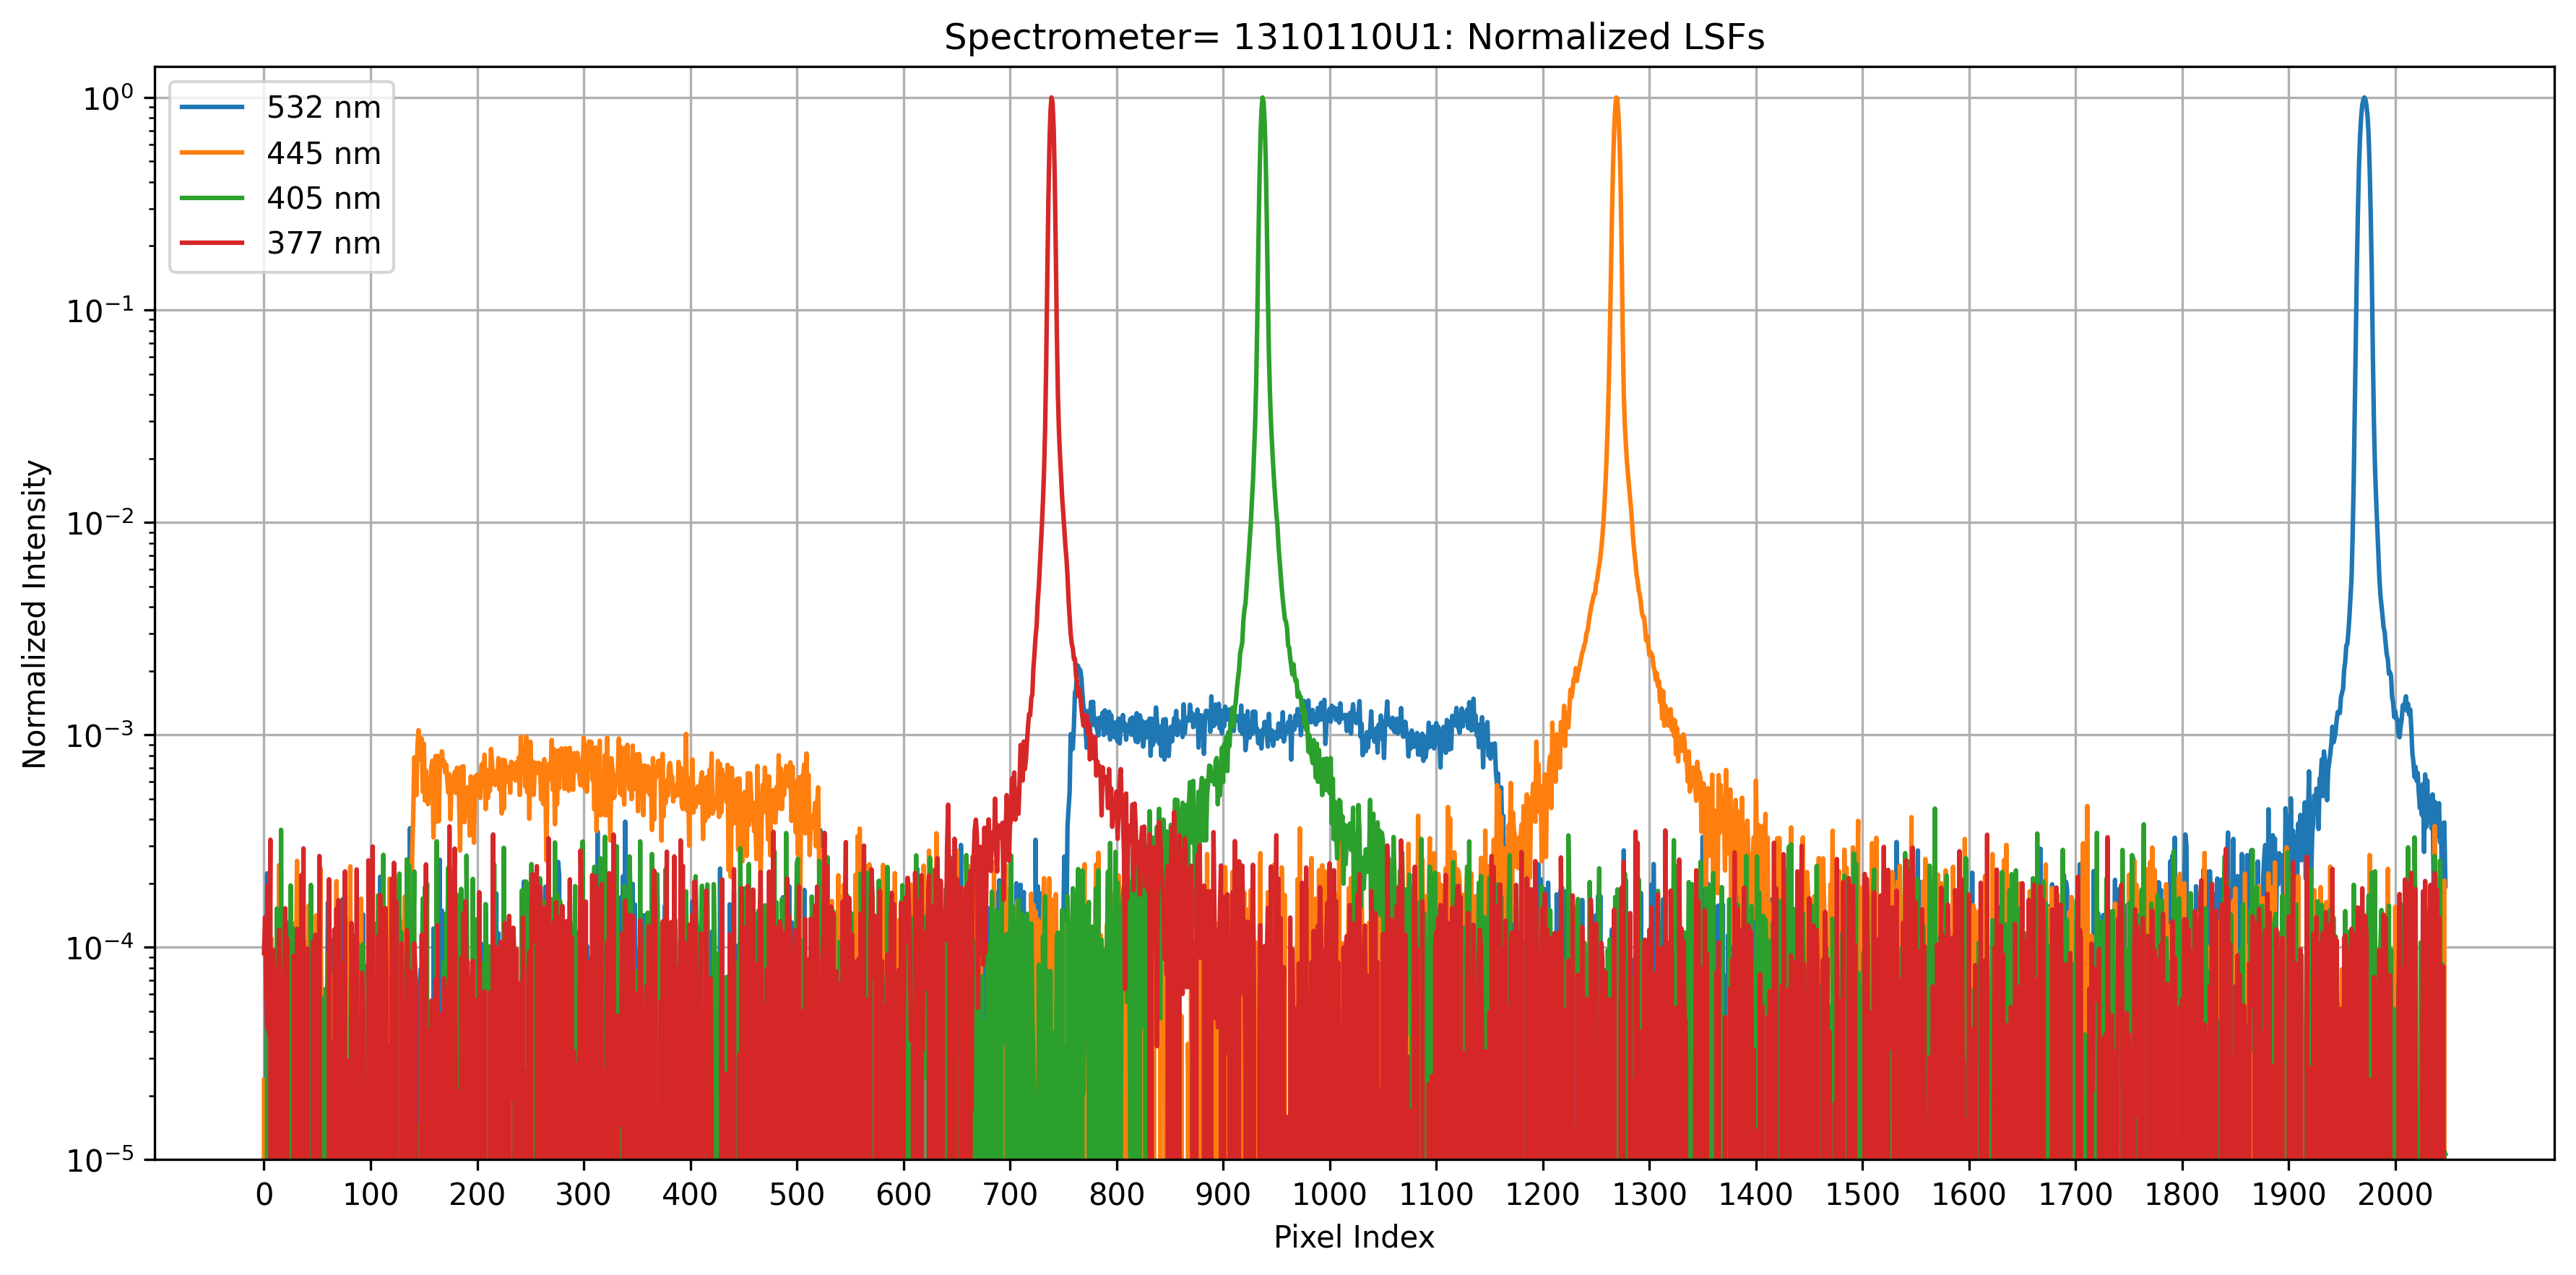 Spectrometer= 1310110U1: Normalized LSFs
532 nm
445 nm
405 nm
377 nm
10⁰
10⁻¹
10⁻²
10⁻³
10⁻⁴
10⁻⁵
Normalized Intensity
0 100 200 300 400 500 600 700 800 900 1000 1100 1200 1300 1400 1500 1600 1700 1800 1900 2000
Pixel Index